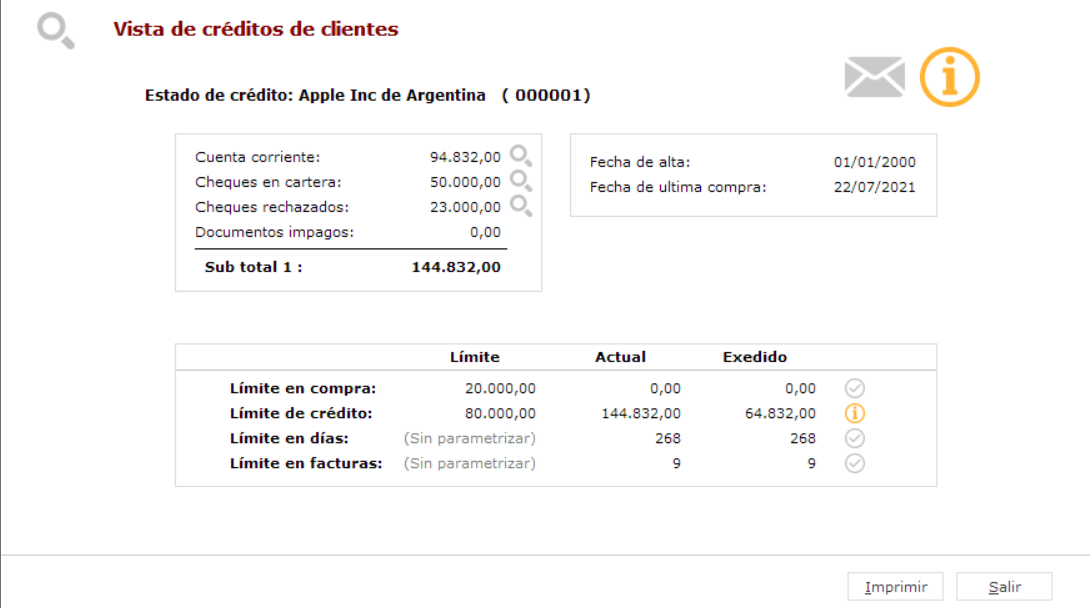 Vista de créditos de clientes
Estado de crédito: Apple Inc de Argentina ( 000001)
Cuenta corriente: 94.832,00
Cheques en cartera: 50.000,00
Cheques rechazados: 23.000,00
Documentos impagos: 0,00
Sub total 1 : 144.832,00
Fecha de alta: 01/01/2000
Fecha de ultima compra: 22/07/2021
Límite Actual Exedido
Límite en compra: 20.000,00 0,00 0,00
Límite de crédito: 80.000,00 144.832,00 64.832,00
Límite en días: (Sin parametrizar) 268 268
Límite en facturas: (Sin parametrizar) 9 9
Imprimir Salir